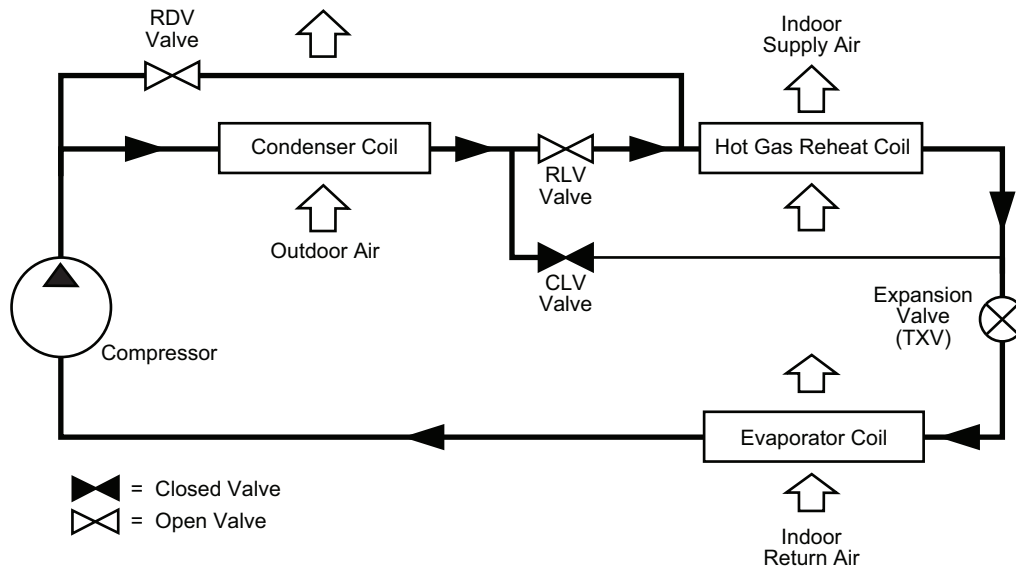 RDV
Valve
Indoor
Supply Air
Condenser Coil
Hot Gas Reheat Coil
RLV
Valve
Outdoor Air
CLV
Valve
Expansion
Valve
(TXV)
Compressor
Evaporator Coil
= Closed Valve
= Open Valve
Indoor
Return Air